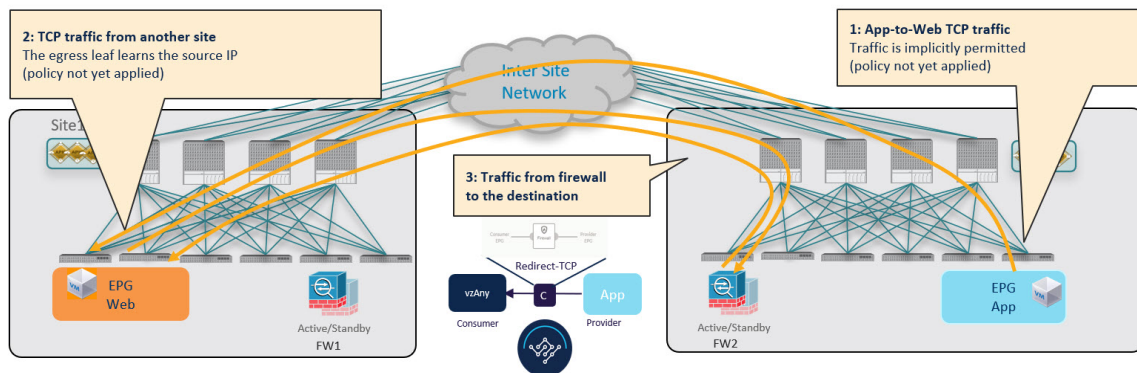 2: TCP traffic from another site
The egress leaf learns the source IP
(policy not yet applied)
1: App-to-Web TCP traffic
Traffic is implicitly permitted
(policy not yet applied)
Inter Site
Network
Site1
3: Traffic from firewall
to the destination
Consumer
EPG
Firewall
Provider
EPG
Redirect-TCP
vzAny
C
App
Consumer
Provider
EPG
Web
VM
Active/Standby
FW1
Active/Standby
FW2
EPG
App
VM